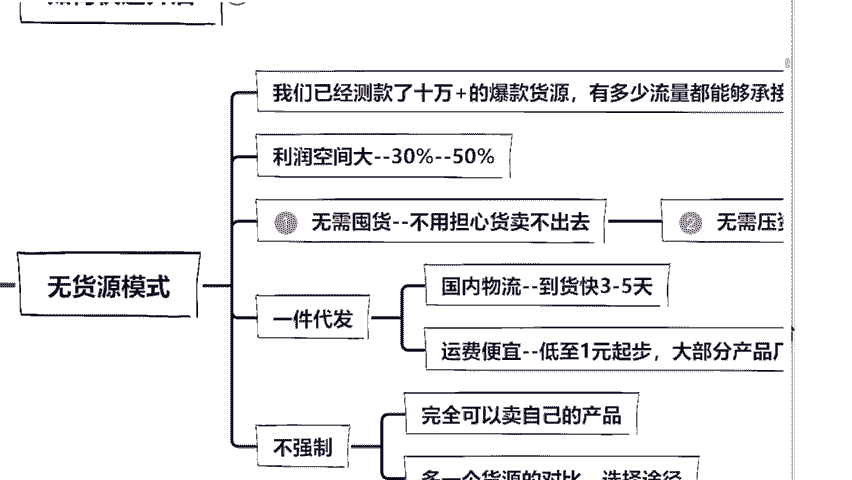 我们已经测款了十万+的爆款货源，有多少流量都能够承接
利润空间大--30%--50%
1 无需囤货--不用担心货卖不出去
2 无需压
无货源模式
一件代发
国内物流--到货快3-5天
运费便宜--低至1元起步，大部分产品
不强制
完全可以卖自己的产品
多一个货源的对比，选择途径